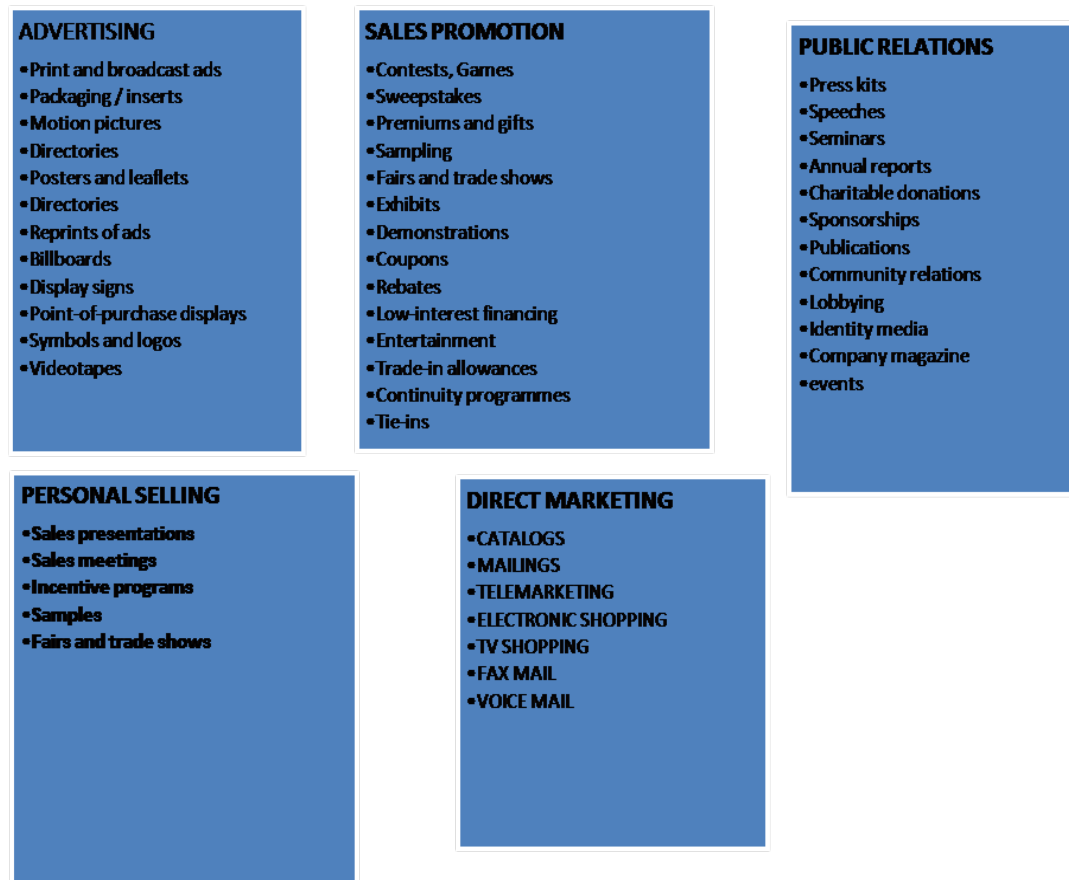 ADVERTISING
•Print and broadcast ads
•Packaging / inserts
•Motion pictures
•Directories
•Posters and leaflets
•Directories
•Reprints of ads
•Billboards
•Display signs
•Point-of-purchase displays
•Symbols and logos
•Videotapes
SALES PROMOTION
•Contests, Games
•Sweepstakes
•Premiums and gifts
•Sampling
•Fairs and trade shows
•Exhibits
•Demonstrations
•Coupons
•Rebates
•Low-interest financing
•Entertainment
•Trade-in allowances
•Continuity programmes
•Tie-ins
PUBLIC RELATIONS
•Press kits
•Speeches
•Seminars
•Annual reports
•Charitable donations
•Sponsorships
•Publications
•Community relations
•Lobbying
•Identity media
•Company magazine
•events
PERSONAL SELLING
•Sales presentations
•Sales meetings
•Incentive programs
•Samples
•Fairs and trade shows
DIRECT MARKETING
•CATALOGS
•MAILINGS
•TELEMARKETING
•ELECTRONIC SHOPPING
•TV SHOPPING
•FAX MAIL
•VOICE MAIL